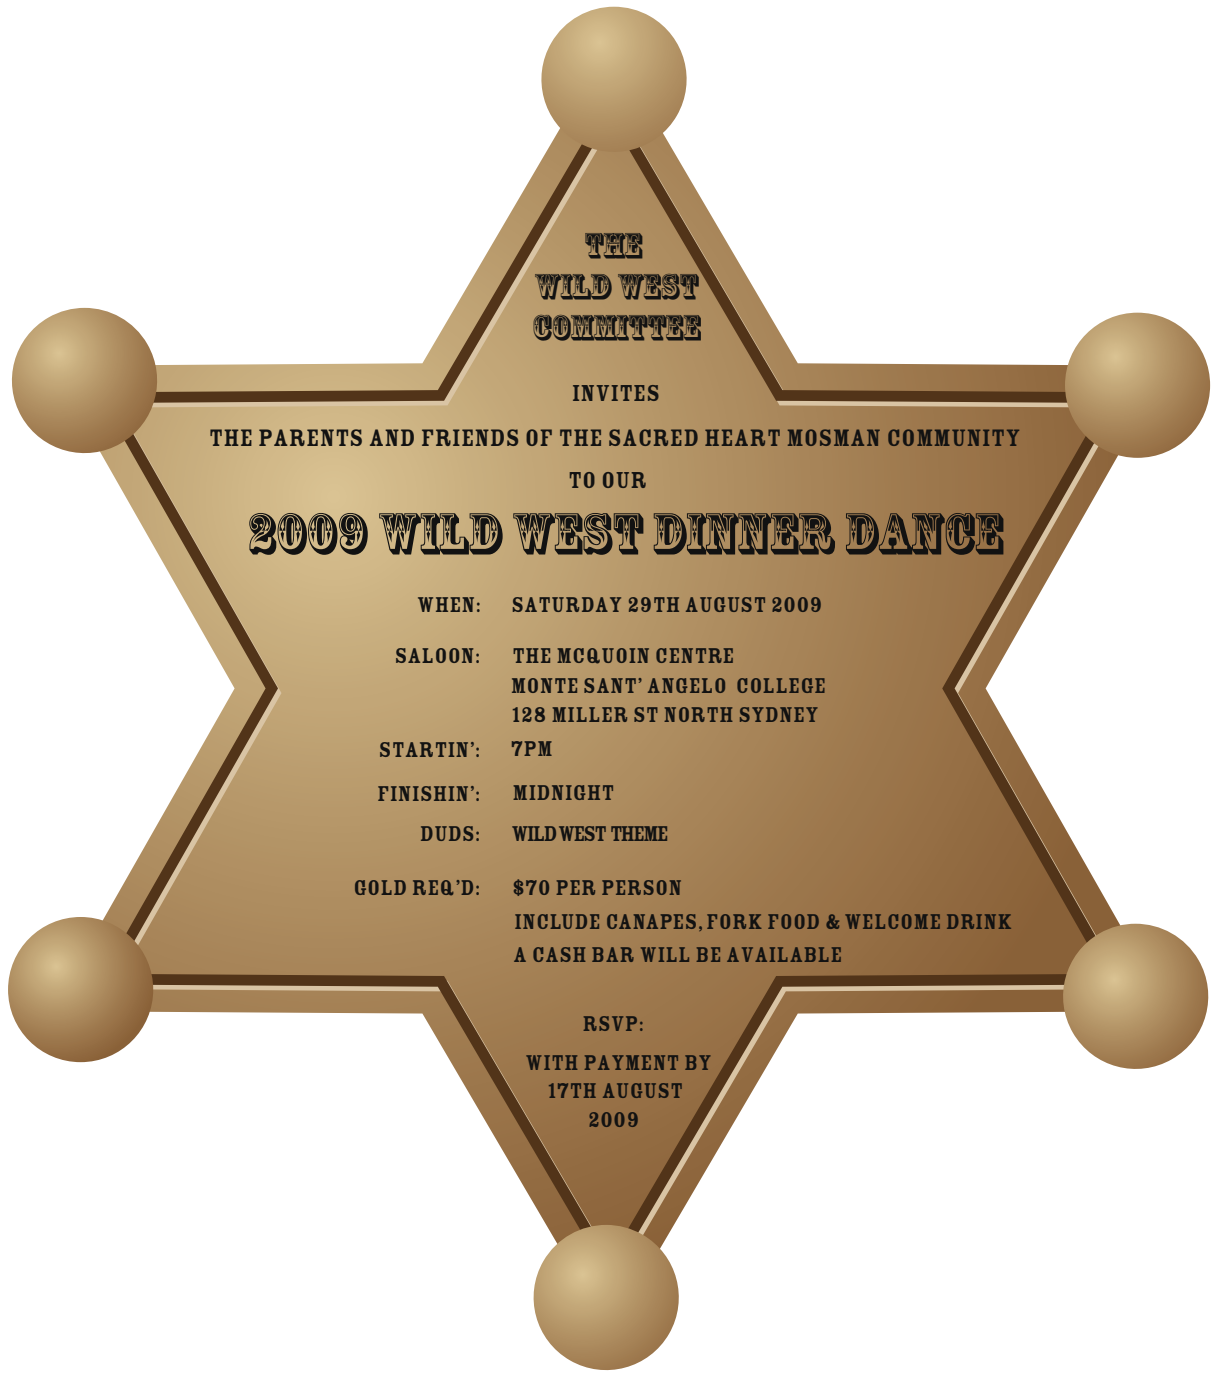 THE
WILD WEST
COMMITTEE
INVITES
THE PARENTS AND FRIENDS OF THE SACRED HEART MOSMAN COMMUNITY
TO OUR
2009 WILD WEST DINNER DANCE
WHEN: SATURDAY 29TH AUGUST 2009
SALOON: THE MCQUOIN CENTRE
MONTE SANT' ANGELO COLLEGE
128 MILLER ST NORTH SYDNEY
STARTIN': 7PM
FINISHIN': MIDNIGHT
DUDS: WILD WEST THEME
GOLD REQ'D: $70 PER PERSON
INCLUDE CANAPES, FORK FOOD & WELCOME DRINK
A CASH BAR WILL BE AVAILABLE
RSVP:
WITH PAYMENT BY
17TH AUGUST
2009